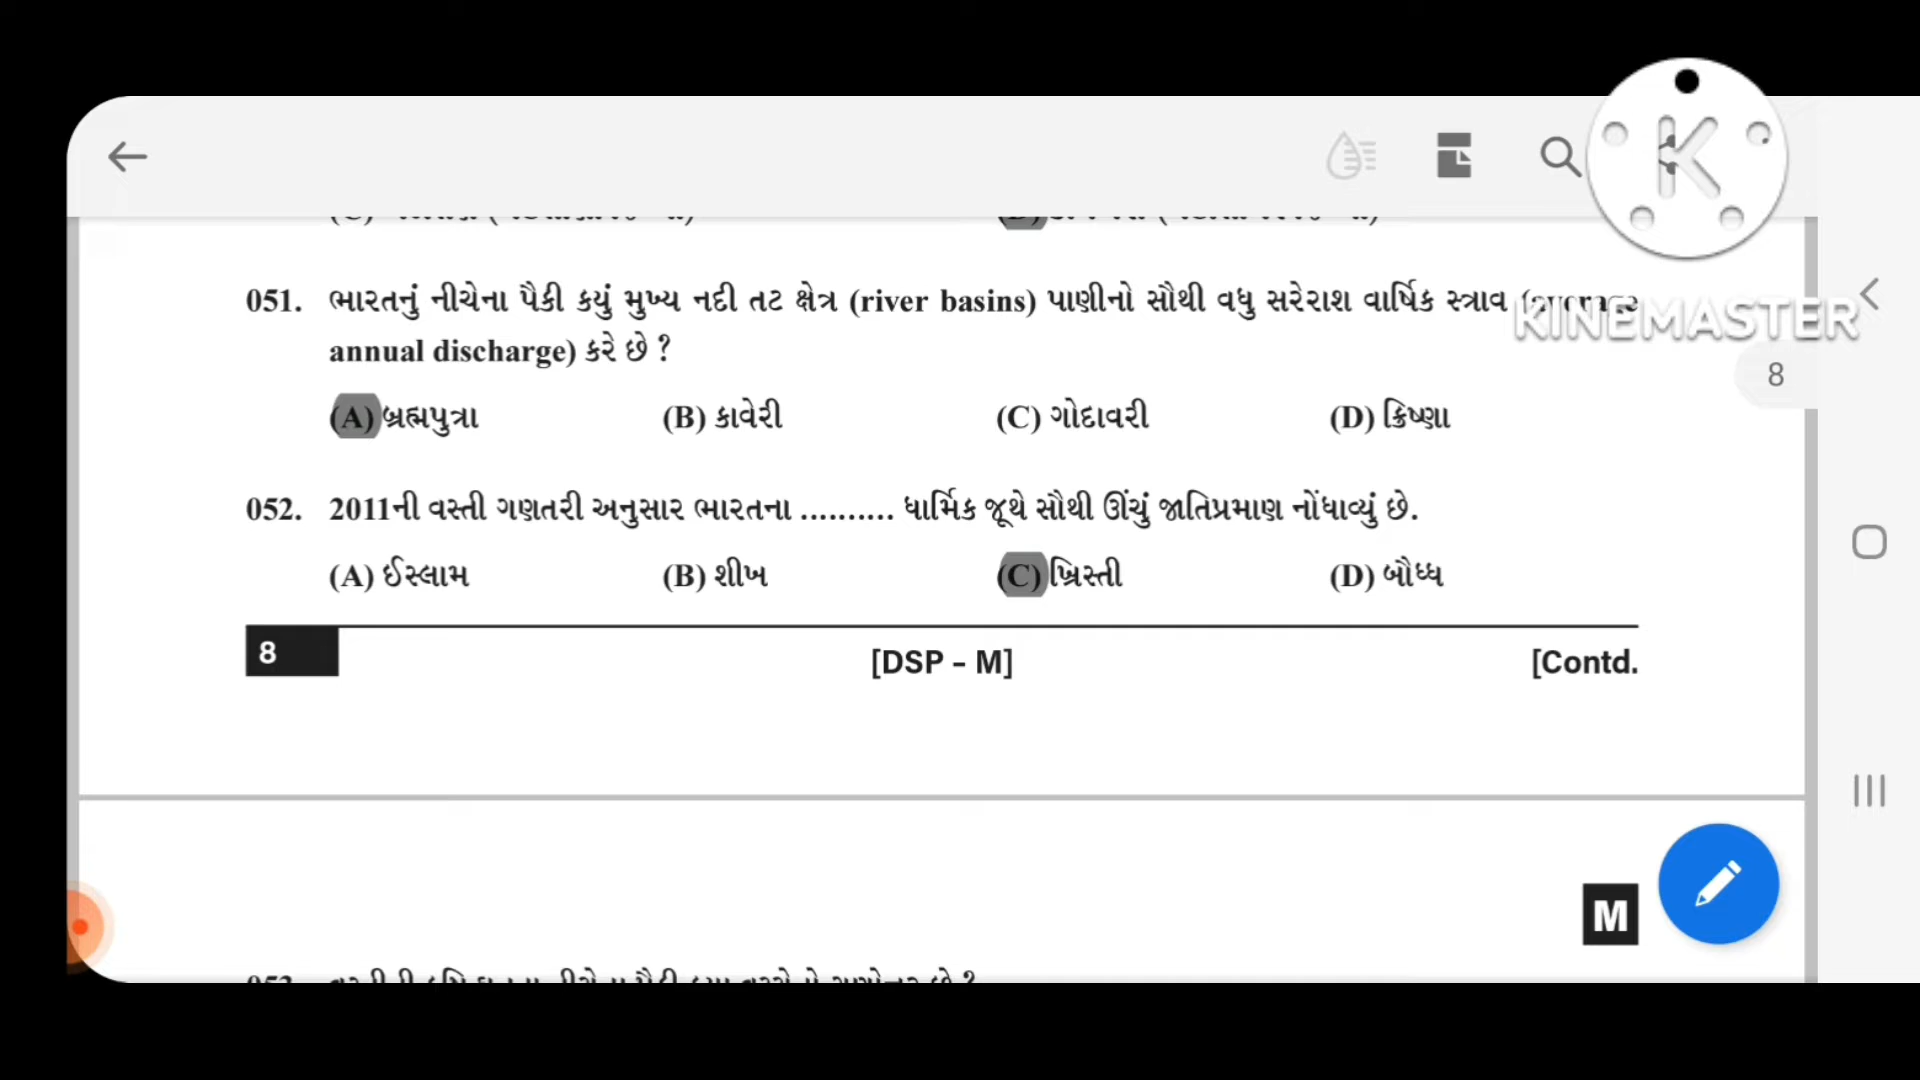 051. ભારતનું નીચેના પૈકી કયું મુખ્ય નદી તટ ક્ષેત્ર (river basins) પાણીનો સૌથી વધુ સરેરાશ વાર્ષિક સ્ત્રાવ (average
KINEMASTER
annual discharge) કરે છે ?
8
(A) બ્રહ્મપુત્રા (B) કાવેરી (C) ગોદાવરી (D) ક્રિષ્ણા
052. 2011ની વસ્તી ગણતરી અનુસાર ભારતના .......... ધાર્મિક જૂથે સૌથી ઊંચું જાતિપ્રમાણ નોંધાવ્યું છે.
(A) ઈસ્લામ (B) શીખ (C) ખ્રિસ્તી (D) બૌધ્ધ
8 [DSP – M] [Contd.
M